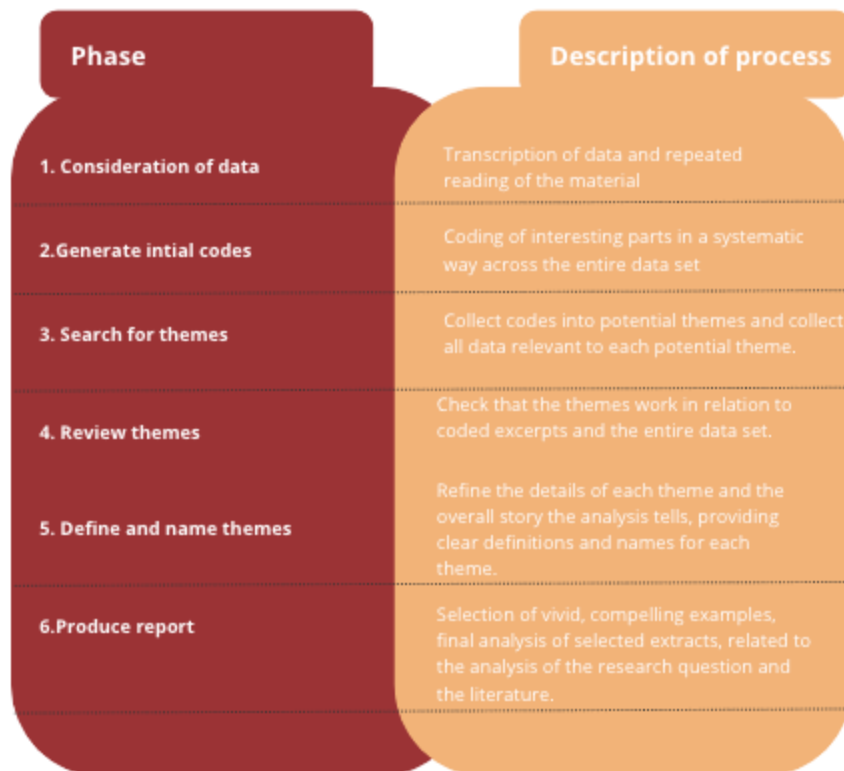 Phase
Description of process
1. Consideration of data
Transcription of data and repeated
reading of the material
2.Generate intial codes
Coding of interesting parts in a systematic
way across the entire data set
3. Search for themes
Collect codes into potential themes and collect
all data relevant to each potential theme.
4. Review themes
Check that the themes work in relation to
coded excerpts and the entire data set.
5. Define and name themes
Refine the details of each theme and the
overall story the analysis tells, providing
clear definitions and names for each
theme.
6.Produce report
Selection of vivid, compelling examples,
final analysis of selected extracts, related to
the analysis of the research question and
the literature.